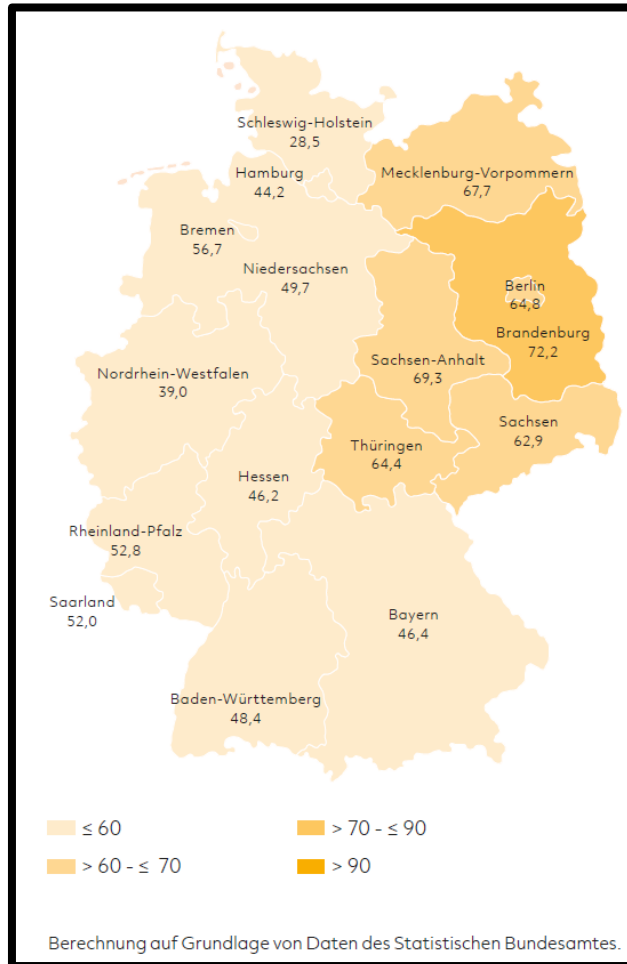 Schleswig-Holstein
28,5
Hamburg
44,2
Mecklenburg-Vorpommern
67,7
Bremen
56,7
Niedersachsen
49,7
Berlin
64,8
Brandenburg
72,2
Sachsen-Anhalt
69,3
Nordrhein-Westfalen
39,0
Sachsen
62,9
Thüringen
64,4
Hessen
46,2
Rheinland-Pfalz
52,8
Saarland
52,0
Bayern
46,4
Baden-Württemberg
48,4
≤ 60
> 70 - ≤ 90
> 60 - ≤ 70
> 90
Berechnung auf Grundlage von Daten des Statistischen Bundesamtes.